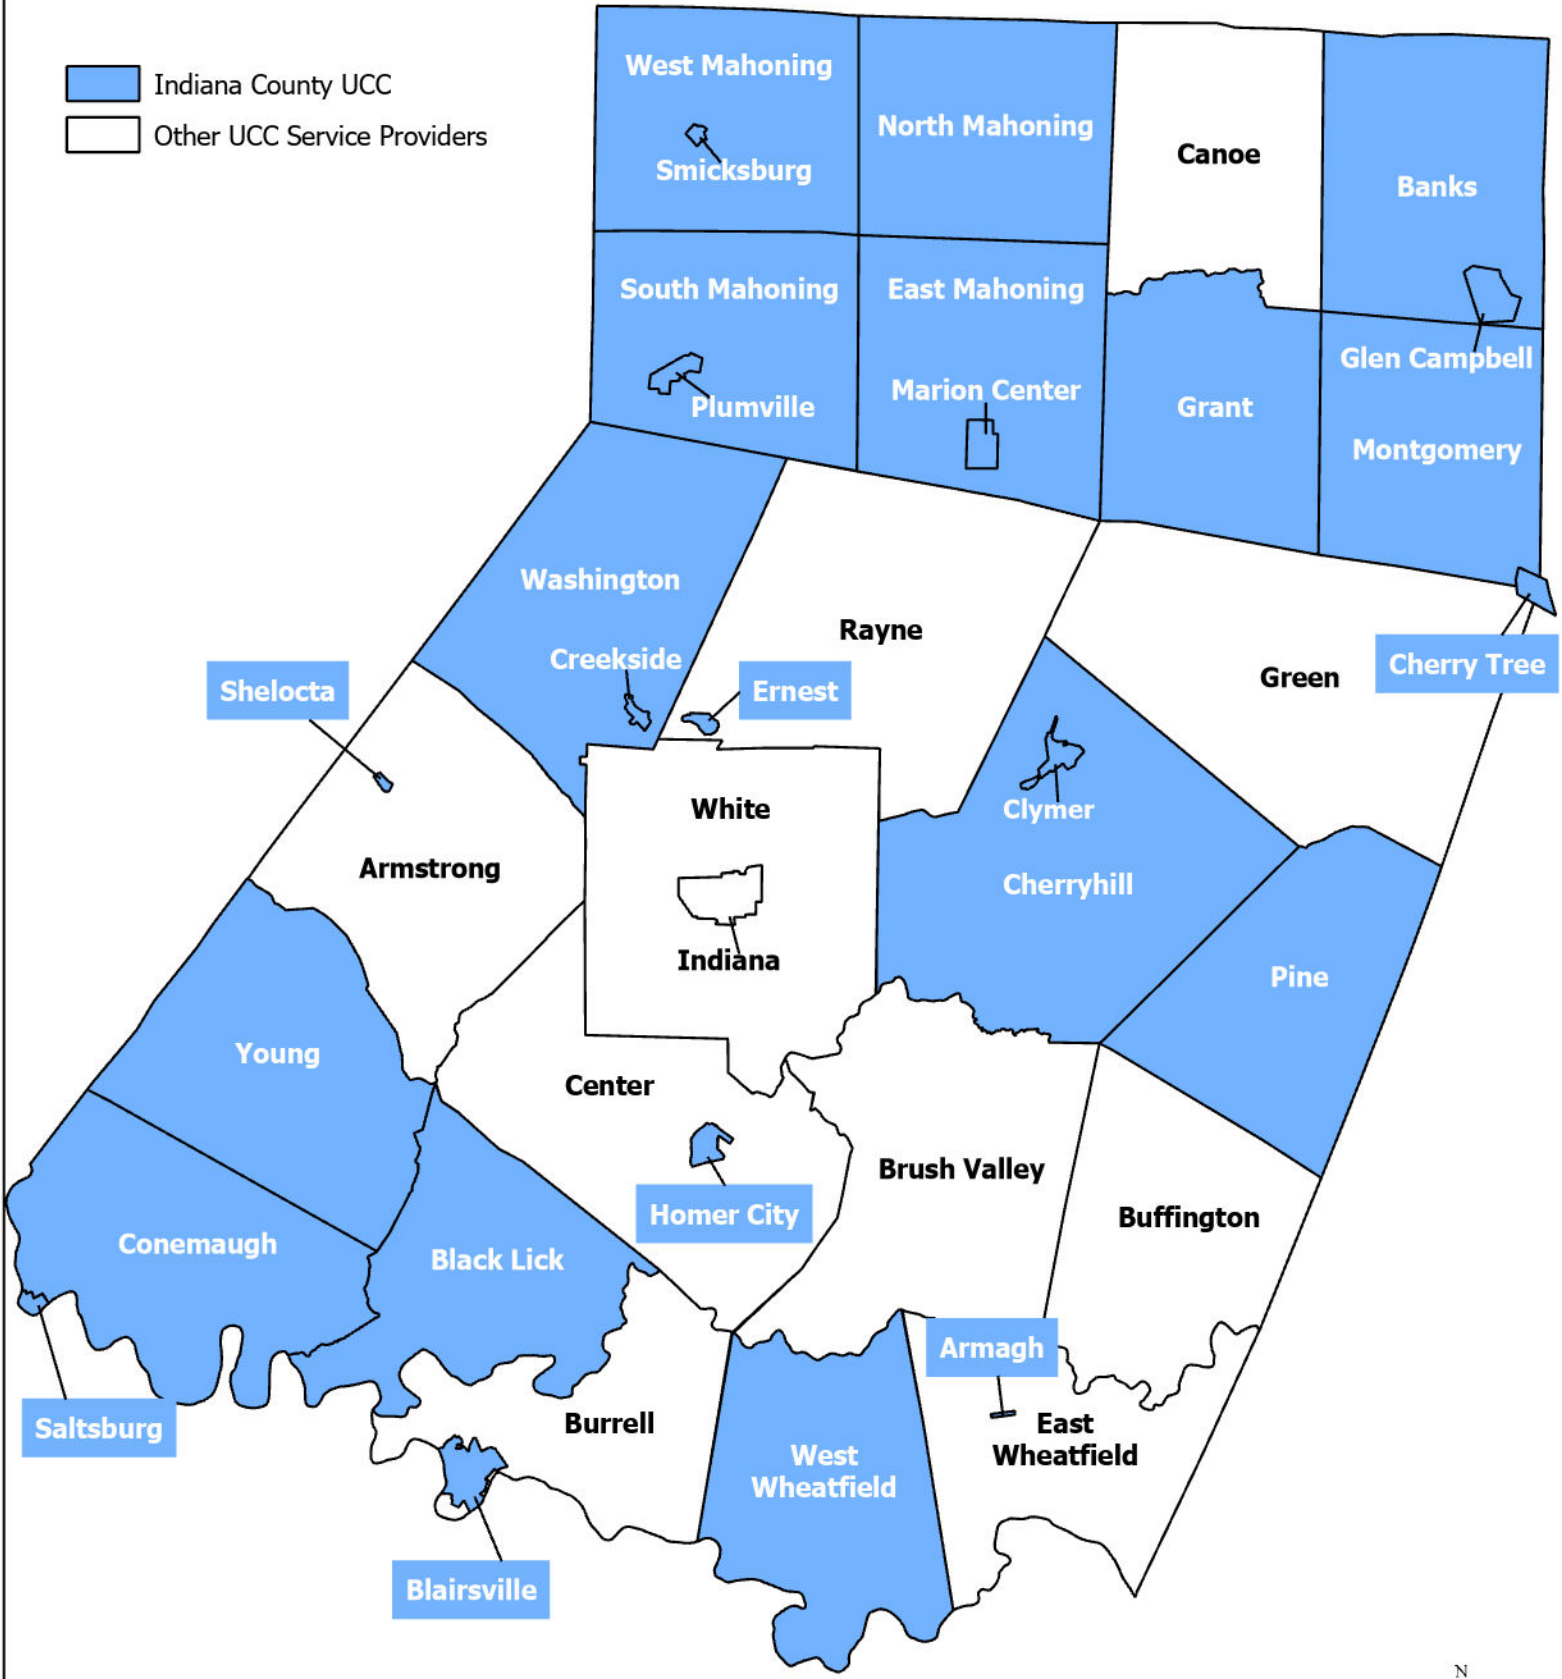 Indiana County UCC
Other UCC Service Providers
West Mahoning
North Mahoning
Canoe
Smicksburg
Banks
South Mahoning
East Mahoning
Glen Campbell
Marion Center
Plumville
Grant
Montgomery
Washington
Rayne
Creekside
Cherry Tree
Green
Shelocta
Ernest
White
Clymer
Armstrong
Cherryhill
Indiana
Pine
Young
Center
Brush Valley
Homer City
Buffington
Conemaugh
Black Lick
Armagh
Saltsburg
Burrell
East
Wheatfield
West
Wheatfield
Blairsville
N